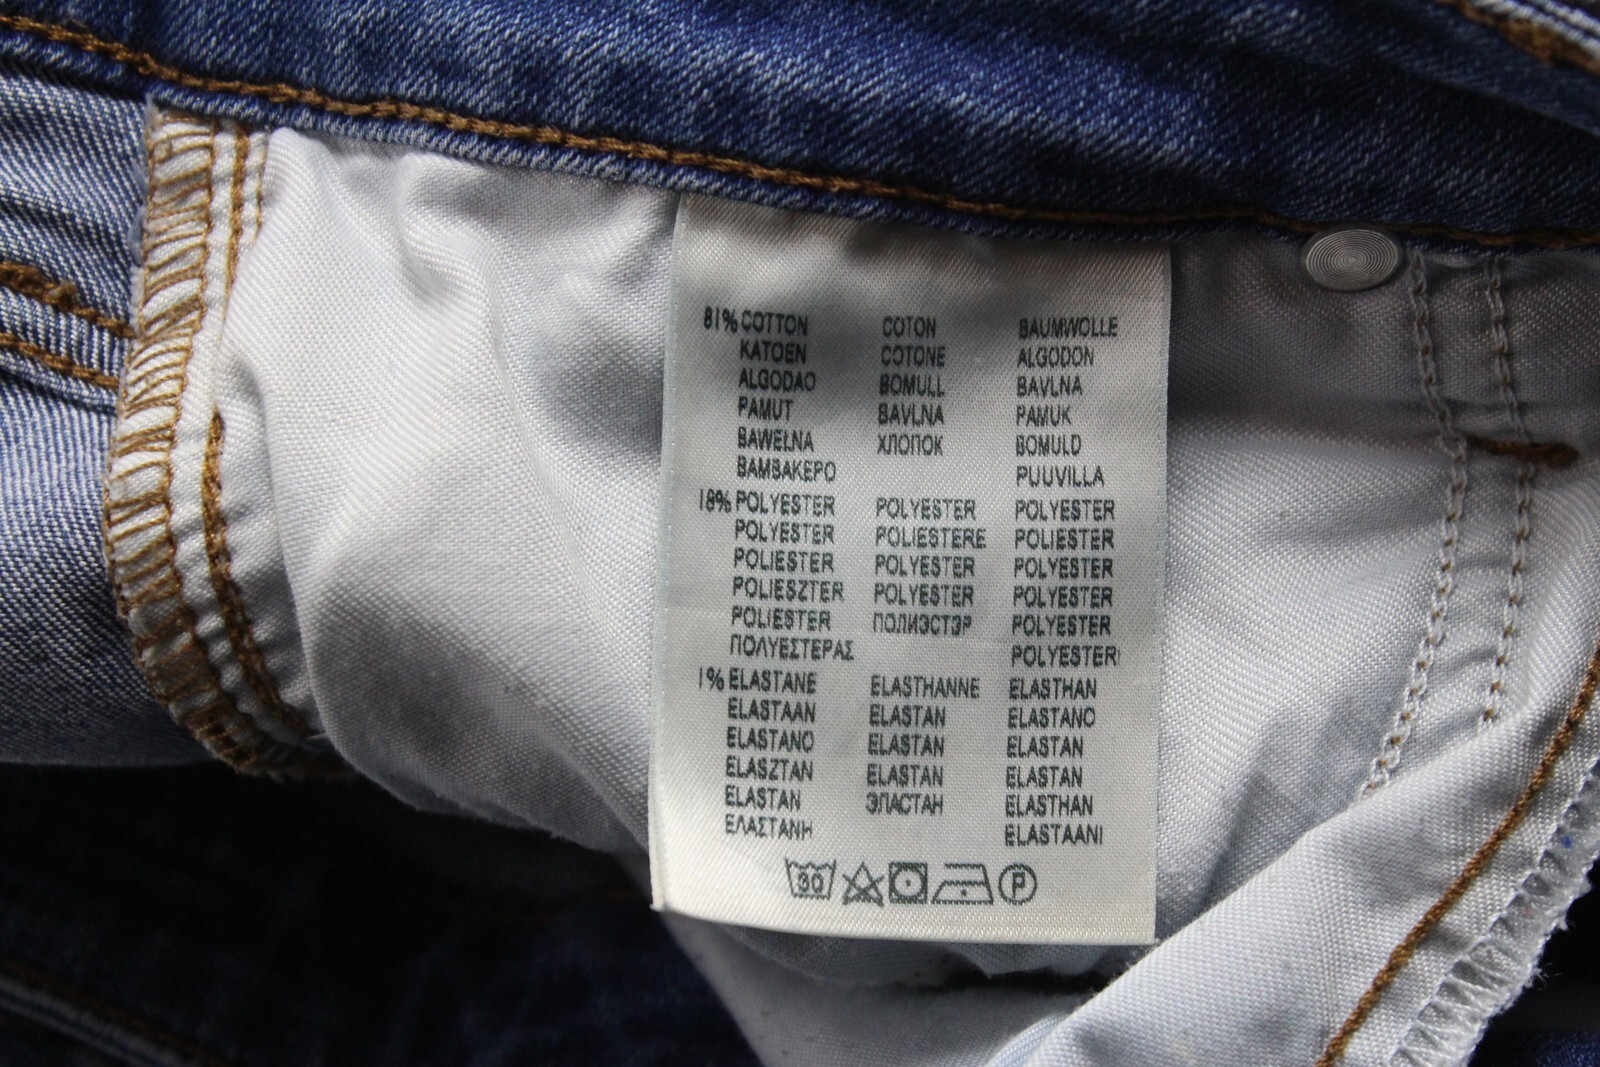 81% COTTON COTON BAUMWOLLE
KATOEN COTONE ALGODON
ALGODAO BOMULL BAVLNA
PAMUT BAVLNA PAMUK
BAWEŁNA ХЛОПОК BOMULD
ΒΑΜΒΑΚΕΡΟ PUUVILLA
18% POLYESTER POLYESTER POLYESTER
POLYESTER POLIESTERE POLIESTER
POLIESTER POLYESTER POLYESTER
POLIESZTER POLYESTER POLYESTER
POLIESTER ПОЛИЭСТЭР POLYESTER
ΠΟΛΥΕΣΤΕΡΑΣ POLYESTERI
1% ELASTANE ELASTHANNE ELASTHAN
ELASTAAN ELASTAN ELASTANO
ELASTANO ELASTAN ELASTAN
ELASZTAN ELASTAN ELASTAN
ELASTAN ЭЛАСТАН ELASTHAN
ΕΛΑΣΤΑΝΗ ELASTAANI
30 P